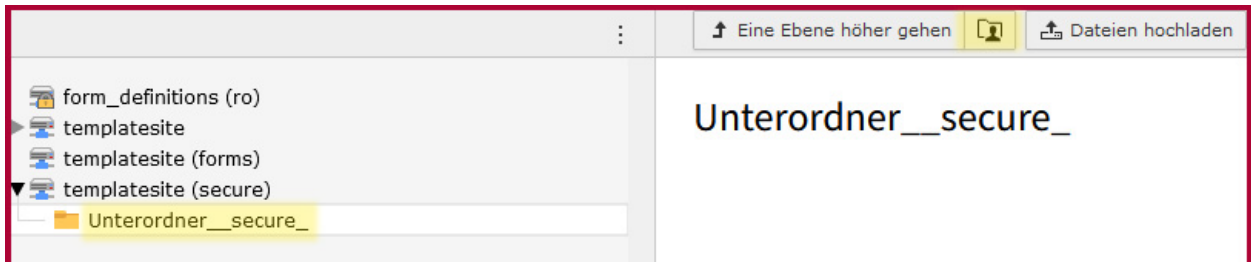 Eine Ebene höher gehen
Dateien hochladen
form_definitions (ro)
templatesite
templatesite (forms)
templatesite (secure)
Unterordner__secure_
Unterordner__secure_